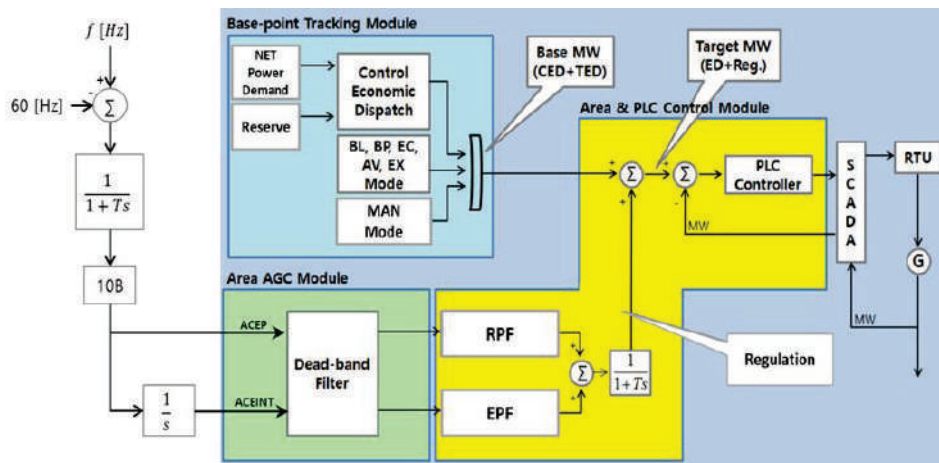 f [Hz]
+
-
60 [Hz]
Σ
1
1+Ts
10B
1
s
Base-point Tracking Module
NET
Power
Demand
Reserve
Control
Economic
Dispatch
BL, BP, EC,
AV, EX
Mode
MAN
Mode
Base MW
(CED+TED)
Target MW
(ED+Reg.)
Area & PLC Control Module
+
Σ
+
+
Σ
-
MW
PLC
Controller
S
C
A
D
A
RTU
G
MW
Area AGC Module
ACEP
ACEINT
Dead-band
Filter
RPF
EPF
+
Σ
+
1
1+Ts
Regulation